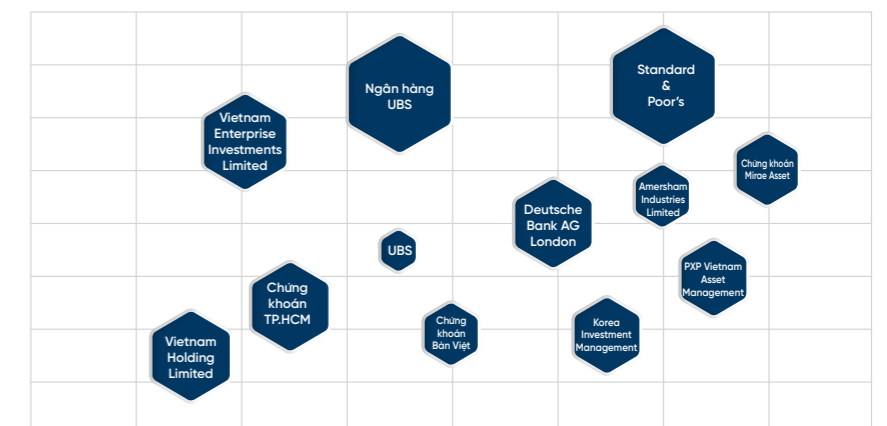 Ngân hàng
UBS
Standard
&
Poor's
Vietnam
Enterprise
Investments
Limited
Chứng khoán
Mirae Asset
Amersham
Industries
Limited
Deutsche
Bank AG
London
UBS
PXP Vietnam
Asset
Management
Chứng
khoán
TP.HCM
Chứng
khoán
Bản Việt
Korea
Investment
Management
Vietnam
Holding
Limited